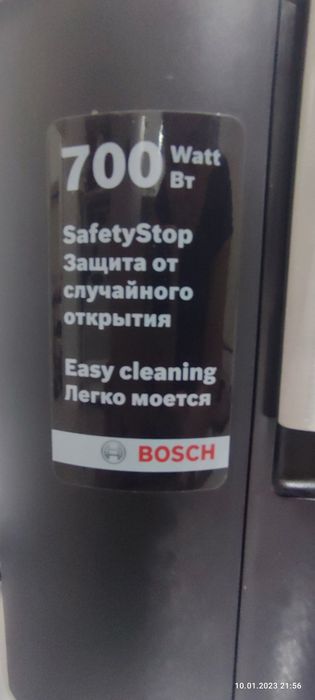 700 Watt
Вт
SafetyStop
Защита от
случайного
открытия
Easy cleaning
Легко моется
BOSCH
10.01.2023 21:56